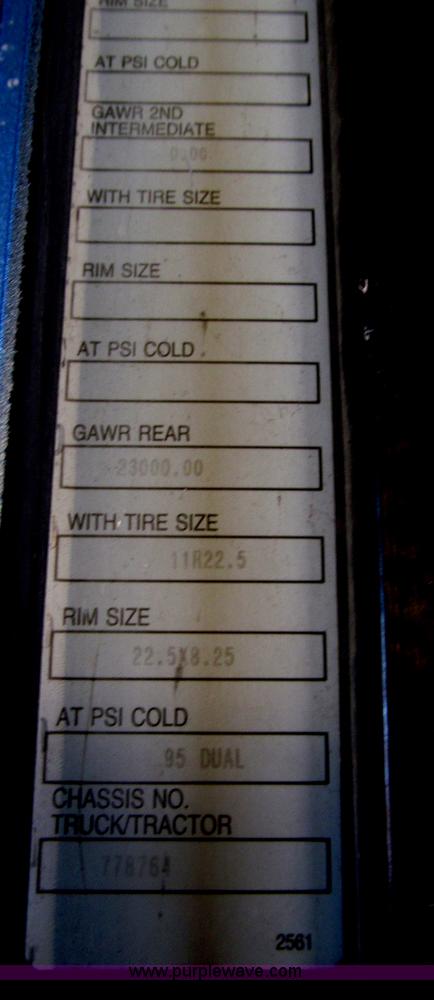 RIM SIZE
AT PSI COLD
GAWR 2ND
INTERMEDIATE
0.00
WITH TIRE SIZE
RIM SIZE
AT PSI COLD
GAWR REAR
23000.00
WITH TIRE SIZE
11R22.5
RIM SIZE
22.5X8.25
AT PSI COLD
95 DUAL
CHASSIS NO.
TRUCK/TRACTOR
778764
2561
www.purplewave.com